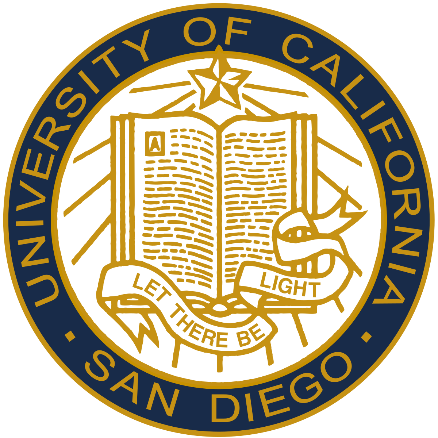 UNIVERSITY OF CALIFORNIA
A
LET THERE BE LIGHT
· SAN DIEGO ·